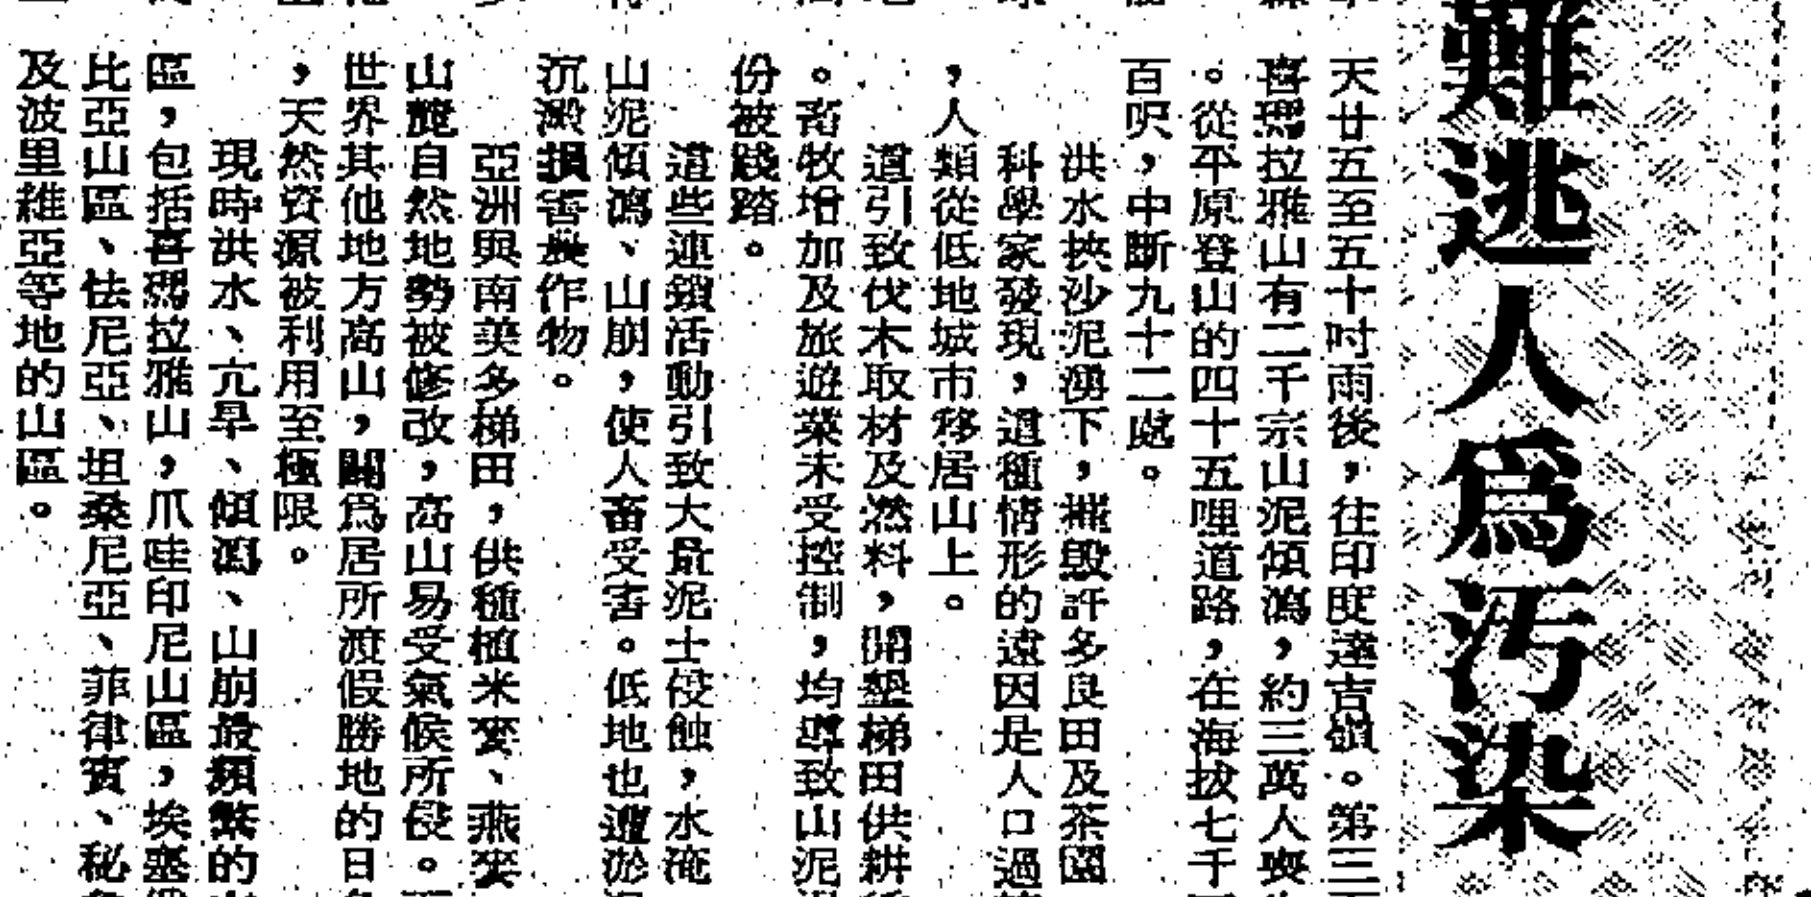 難逃人為汚染
天廿五至五十吋雨後，往印度達吉嶺。第三
喜瑪拉雅山有二千宗山泥傾瀉，約三萬人喪
。從平原登山的四十五哩道路，在海拔七千
百呎，中斷九十二處。
洪水挾沙泥湧下，摧毀許多良田及茶園
科學家發現，這種情形的遠因是人口過
，人類從低地城市移居山上。
這引致伐木取材及燃料，開墾梯田供耕
。畜牧增加及旅遊業未受控制，均導致山泥
份被踐踏。
這些連鎖活動引致大量泥土侵蝕，水淹
山泥傾瀉、山崩，使人畜受害。低地也遭淤
沉澱損害農作物。
亞洲與南美多梯田，供種植米麥、燕麥
山巒自然地勢被修改，高山易受氣候所侵。
世界其他地方高山，闢為居所渡假勝地的日
，天然資源被利用至極限。
現時洪水、亢旱、傾瀉、山崩最頻繁的
區，包括喜瑪拉雅山，爪哇印尼山區，埃塞
比亞山區、怯尼亞、坦桑尼亞、菲律賓、秘
及波里維亞等地的山區。